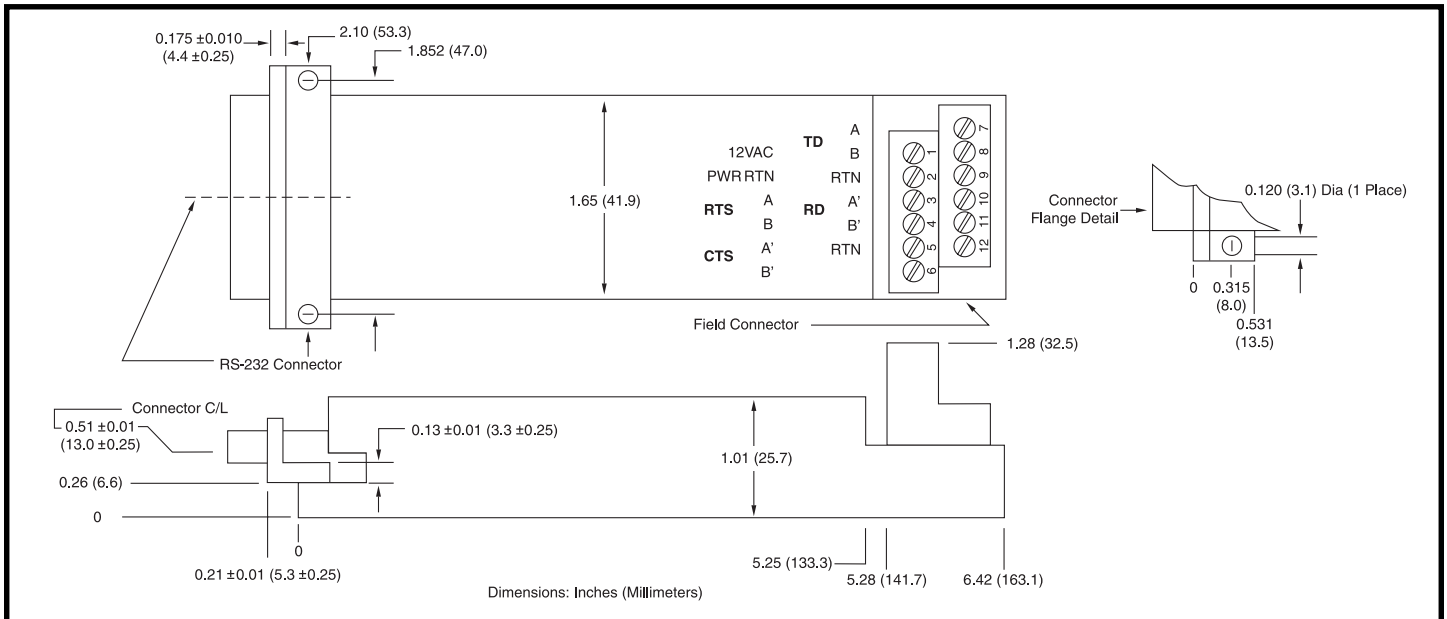 0.175 ±0.010
(4.4 ±0.25)
2.10 (53.3)
1.852 (47.0)
1.65 (41.9)
12VAC
PWR RTN
RTS
A
B
CTS
A'
B'
TD
A
B
RTN
RD
A'
B'
RTN
1
2
3
4
5
6
7
8
9
10
11
12
Connector
Flange Detail
0.120 (3.1) Dia (1 Place)
0
0.315
(8.0)
0.531
(13.5)
Field Connector
RS-232 Connector
1.28 (32.5)
Connector C/L
0.51 ±0.01
(13.0 ±0.25)
0.13 ±0.01 (3.3 ±0.25)
1.01 (25.7)
0.26 (6.6)
0
0
0.21 ±0.01 (5.3 ±0.25)
5.25 (133.3)
5.28 (141.7)
6.42 (163.1)
Dimensions: Inches (Millimeters)